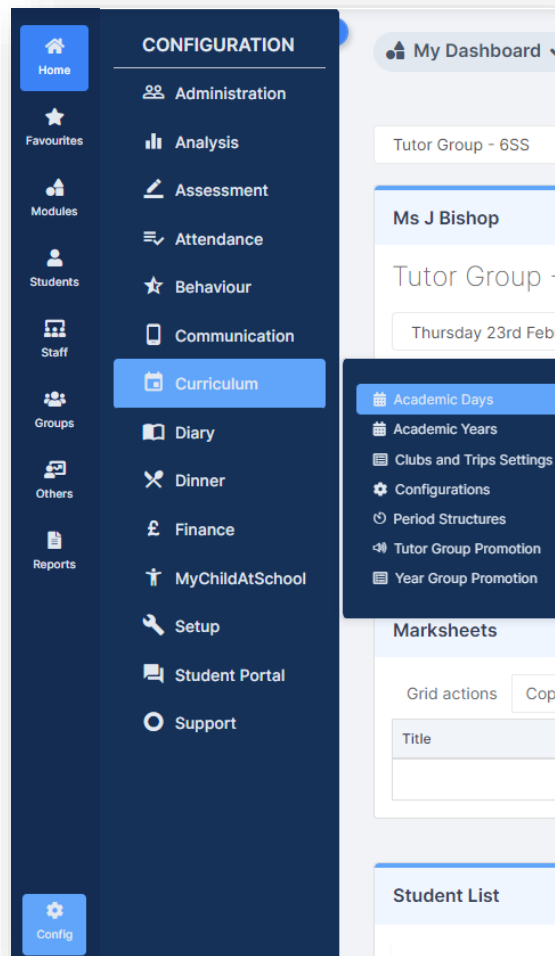 Home
Favourites
Modules
Students
Staff
Groups
Others
Reports
Config
CONFIGURATION
Administration
Analysis
Assessment
Attendance
Behaviour
Communication
Curriculum
Diary
Dinner
£ Finance
MyChildAtSchool
Setup
Student Portal
Support
My Dashboard
Tutor Group - 6SS
Ms J Bishop
Tutor Group -
Thursday 23rd Feb
Academic Days
Academic Years
Clubs and Trips Settings
Configurations
Period Structures
Tutor Group Promotion
Year Group Promotion
Marksheets
Grid actions Cop
Title
Student List